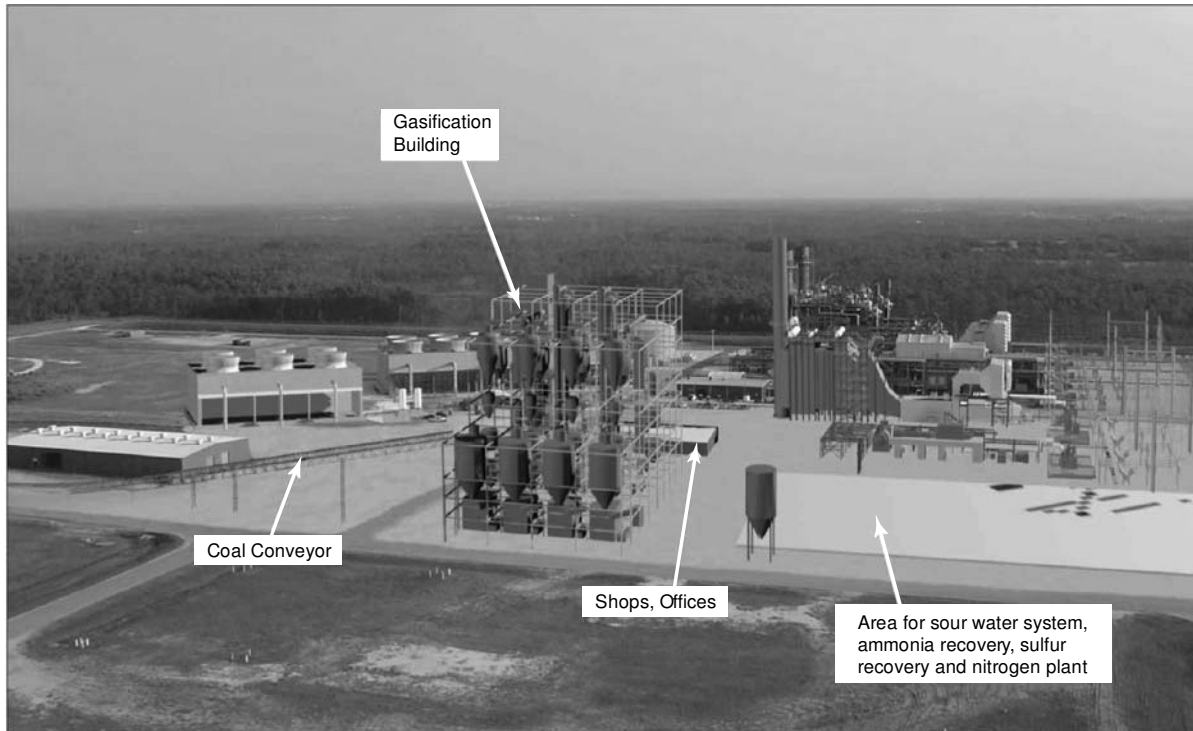 Gasification
Building
Coal Conveyor
Shops, Offices
Area for sour water system,
ammonia recovery, sulfur
recovery and nitrogen plant